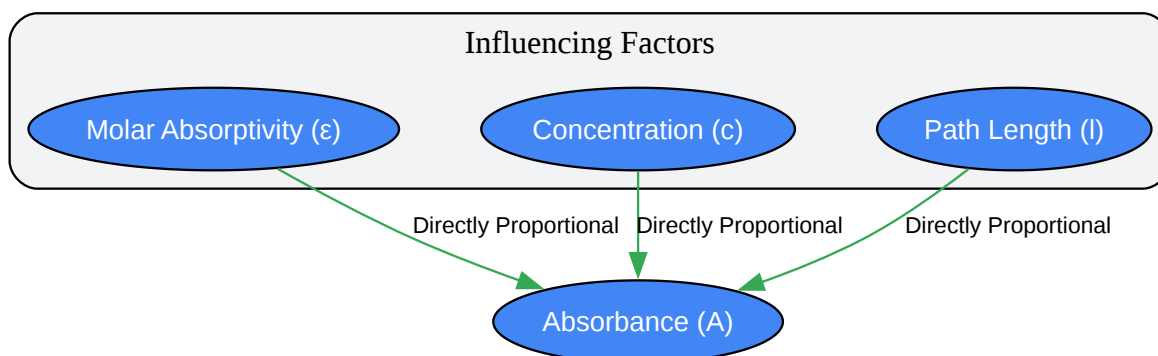 Influencing Factors
Molar Absorptivity (ε)
Concentration (c)
Path Length (l)
Directly Proportional
Directly Proportional
Directly Proportional
Absorbance (A)